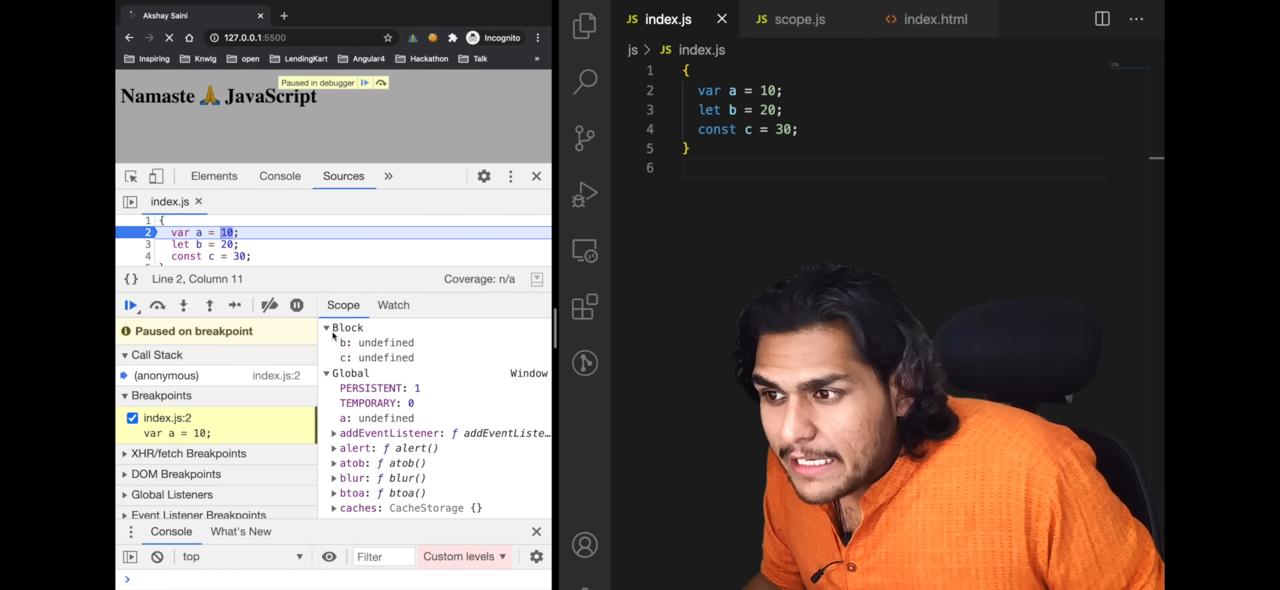 Akshay Saini
127.0.0.1:5500
Incognito
Inspiring Knwlg open LendingKart Angular4 Hackathon Talk »
Paused in debugger
Namaste 🙏 JavaScript
Elements Console Sources »
index.js
1 {
2 var a = 10;
3 let b = 20;
4 const c = 30;
{} Line 2, Column 11 Coverage: n/a
Scope Watch
Paused on breakpoint
Call Stack
(anonymous) index.js:2
Breakpoints
index.js:2
var a = 10;
XHR/fetch Breakpoints
DOM Breakpoints
Global Listeners
Event Listener Breakpoints
Block
b: undefined
c: undefined
Global Window
PERSISTENT: 1
TEMPORARY: 0
a: undefined
addEventListener: ƒ addEventListe…
alert: ƒ alert()
atob: ƒ atob()
blur: ƒ blur()
btoa: ƒ btoa()
caches: CacheStorage {}
Console What's New
top Filter Custom levels
JS index.js JS scope.js <> index.html
js > JS index.js
1 {
2 var a = 10;
3 let b = 20;
4 const c = 30;
5 }
6